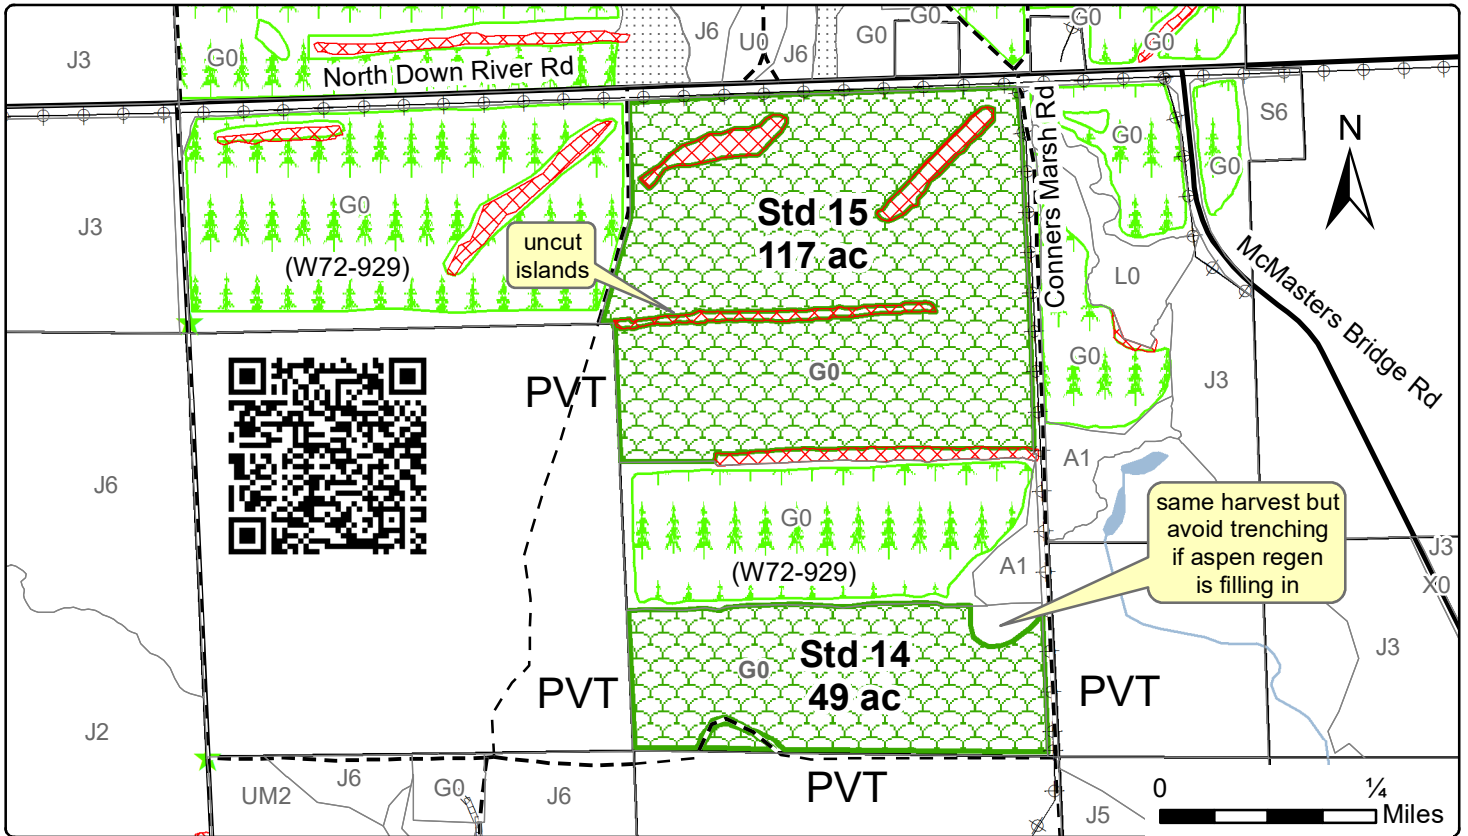 G0
G0
J6
U0
J6
G0
G0
J3
G0
North Down River Rd
S6
N
G0
G0
G0
J3
Std 15
117 ac
(W72-929)
uncut
islands
Conners Marsh Rd
L0
McMasters Bridge Rd
G0
G0
J3
PVT
A1
J6
G0
same harvest but
avoid trenching
if aspen regen
is filling in
J3
X0
(W72-929)
A1
G0
Std 14
49 ac
J3
PVT
PVT
J2
J6
G0
J6
UM2
PVT
J5
0
¼
Miles